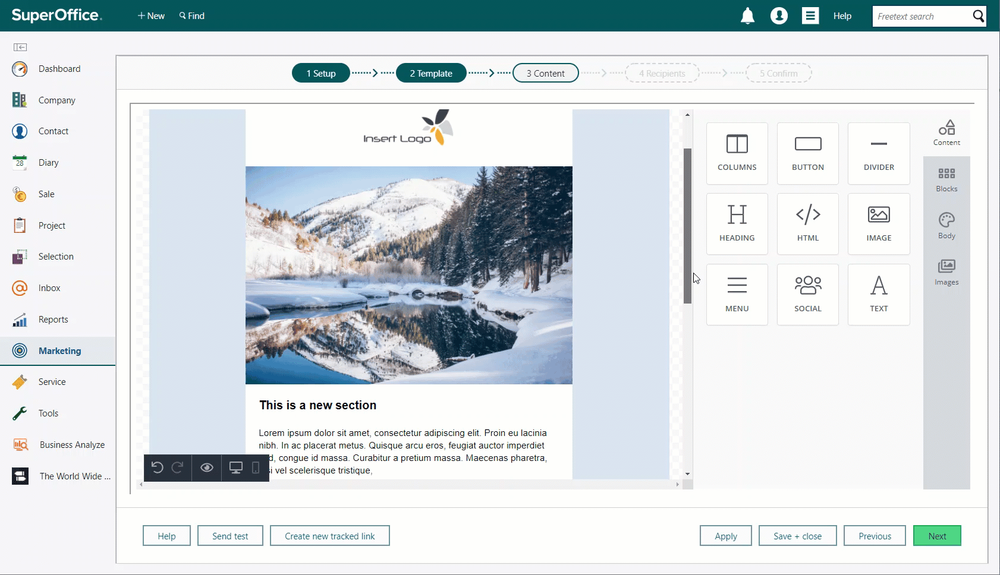 SuperOffice.
New
Find
Help
Freetext search
Dashboard
Company
Contact
28
Diary
Sale
Project
Selection
Inbox
Reports
Marketing
Service
Tools
Business Analyze
The World Wide ...
1 Setup
2 Template
3 Content
4 Recipients
5 Confirm
Insert Logo
This is a new section
Lorem ipsum dolor sit amet, consectetur adipiscing elit. Proin eu lacinia
nibh. In ac placerat metus. Quisque arcu eros, feugiat auctor imperdiet
d, congue id massa. Curabitur a pretium massa. Maecenas pharetra,
si vel scelerisque tristique,
COLUMNS
BUTTON
DIVIDER
HEADING
HTML
IMAGE
MENU
SOCIAL
TEXT
Content
Blocks
Body
Images
Help
Send test
Create new tracked link
Apply
Save + close
Previous
Next